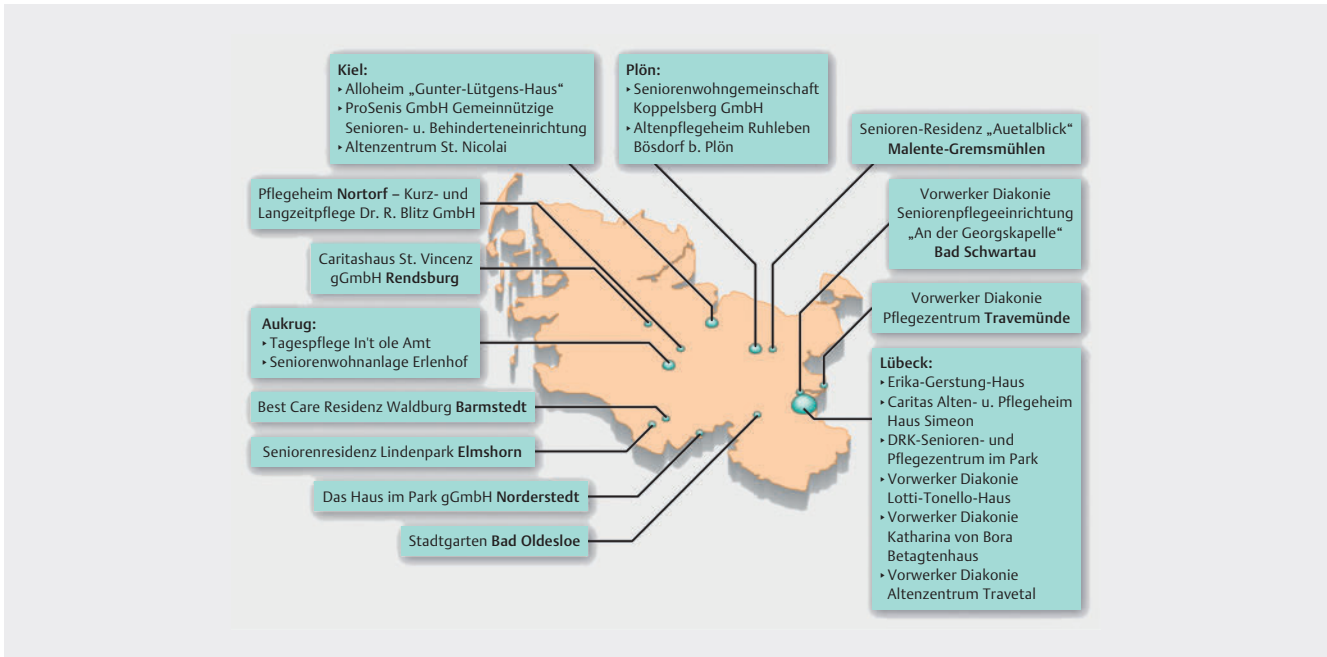 Kiel:
‣ Alloheim „Gunter-Lütgens-Haus“
‣ ProSenis GmbH Gemeinnützige
Senioren- u. Behinderteneinrichtung
‣ Altenzentrum St. Nicolai
Plön:
‣ Seniorenwohngemeinschaft
Koppelsberg GmbH
‣ Altenpflegeheim Ruhleben
Bösdorf b. Plön
Senioren-Residenz „Auetalblick“
Malente-Gremsmühlen
Pflegeheim Nortorf – Kurz- und
Langzeitpflege Dr. R. Blitz GmbH
Vorwerker Diakonie
Seniorenpflegeeinrichtung
„An der Georgskapelle“
Bad Schwartau
Caritashaus St. Vincenz
gGmbH Rendsburg
Vorwerker Diakonie
Pflegezentrum Travemünde
Aukrug:
‣ Tagespflege In't ole Amt
‣ Seniorenwohnanlage Erlenhof
Lübeck:
‣ Erika-Gerstung-Haus
‣ Caritas Alten- u. Pflegeheim
Haus Simeon
‣ DRK-Senioren- und
Pflegezentrum im Park
‣ Vorwerker Diakonie
Lotti-Tonello-Haus
‣ Vorwerker Diakonie
Katharina von Bora
Betagtenhaus
‣ Vorwerker Diakonie
Altenzentrum Travetal
Best Care Residenz Waldburg Barmstedt
Seniorenresidenz Lindenpark Elmshorn
Das Haus im Park gGmbH Norderstedt
Stadtgarten Bad Oldesloe